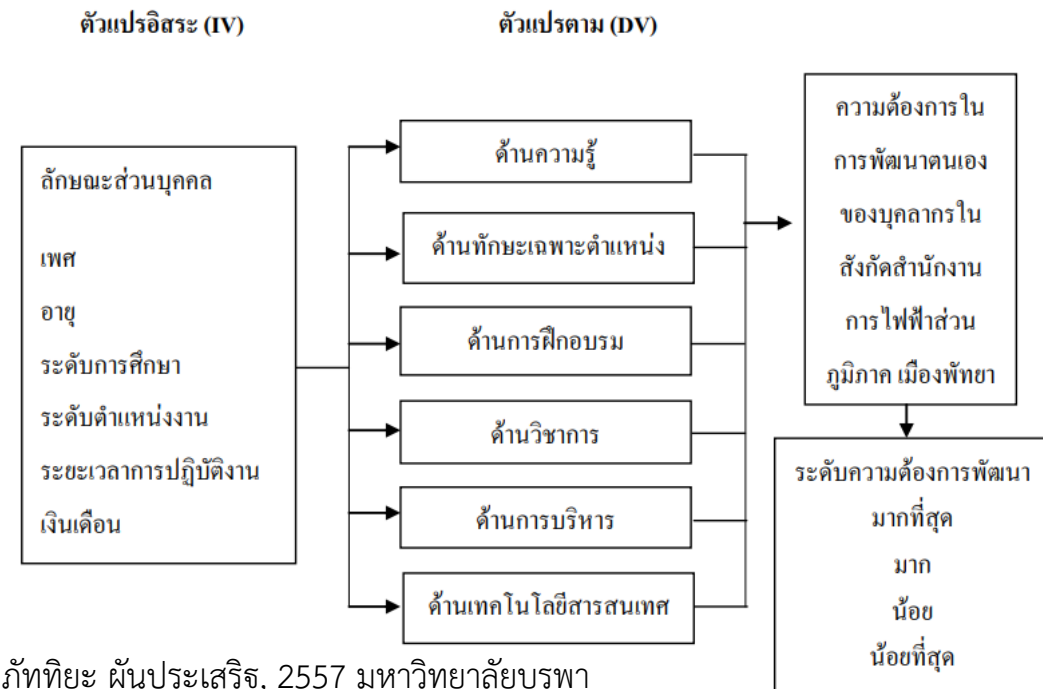 ตัวแปรอิสระ (IV)
ตัวแปรตาม (DV)
ลักษณะส่วนบุคคล
เพศ
อายุ
ระดับการศึกษา
ระดับตำแหน่งงาน
ระยะเวลาการปฏิบัติงาน
เงินเดือน
ด้านความรู้
ด้านทักษะเฉพาะตำแหน่ง
ด้านการฝึกอบรม
ด้านวิชาการ
ด้านการบริหาร
ด้านเทคโนโลยีสารสนเทศ
ความต้องการใน
การพัฒนาตนเอง
ของบุคลากรใน
สังกัดสำนักงาน
การไฟฟ้าส่วน
ภูมิภาค เมืองพัทยา
ระดับความต้องการพัฒนา
มากที่สุด
มาก
น้อย
น้อยที่สุด
ภัททิยะ ผันประเสริฐ, 2557 มหาวิทยาลัยบูรพา